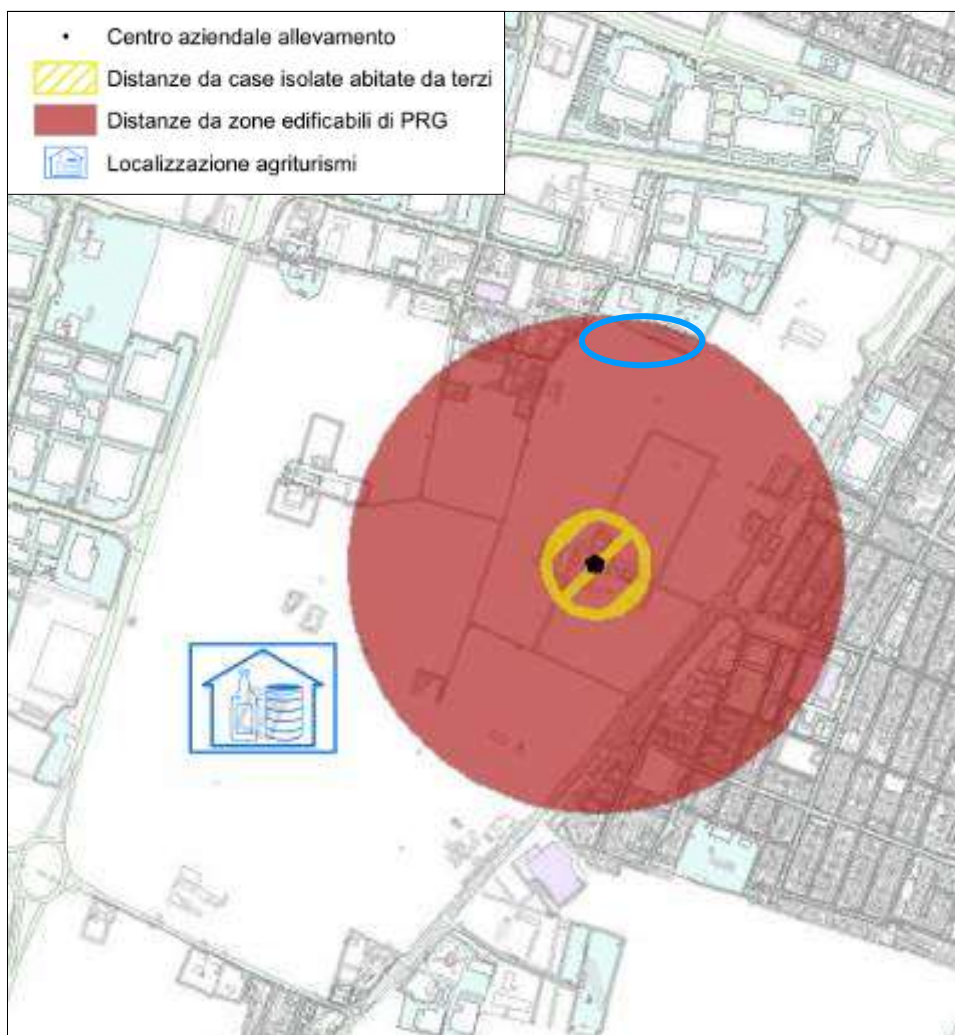 Centro aziendale allevamento
Distanze da case isolate abitate da terzi
Distanze da zone edificabili di PRG
Localizzazione agriturismi